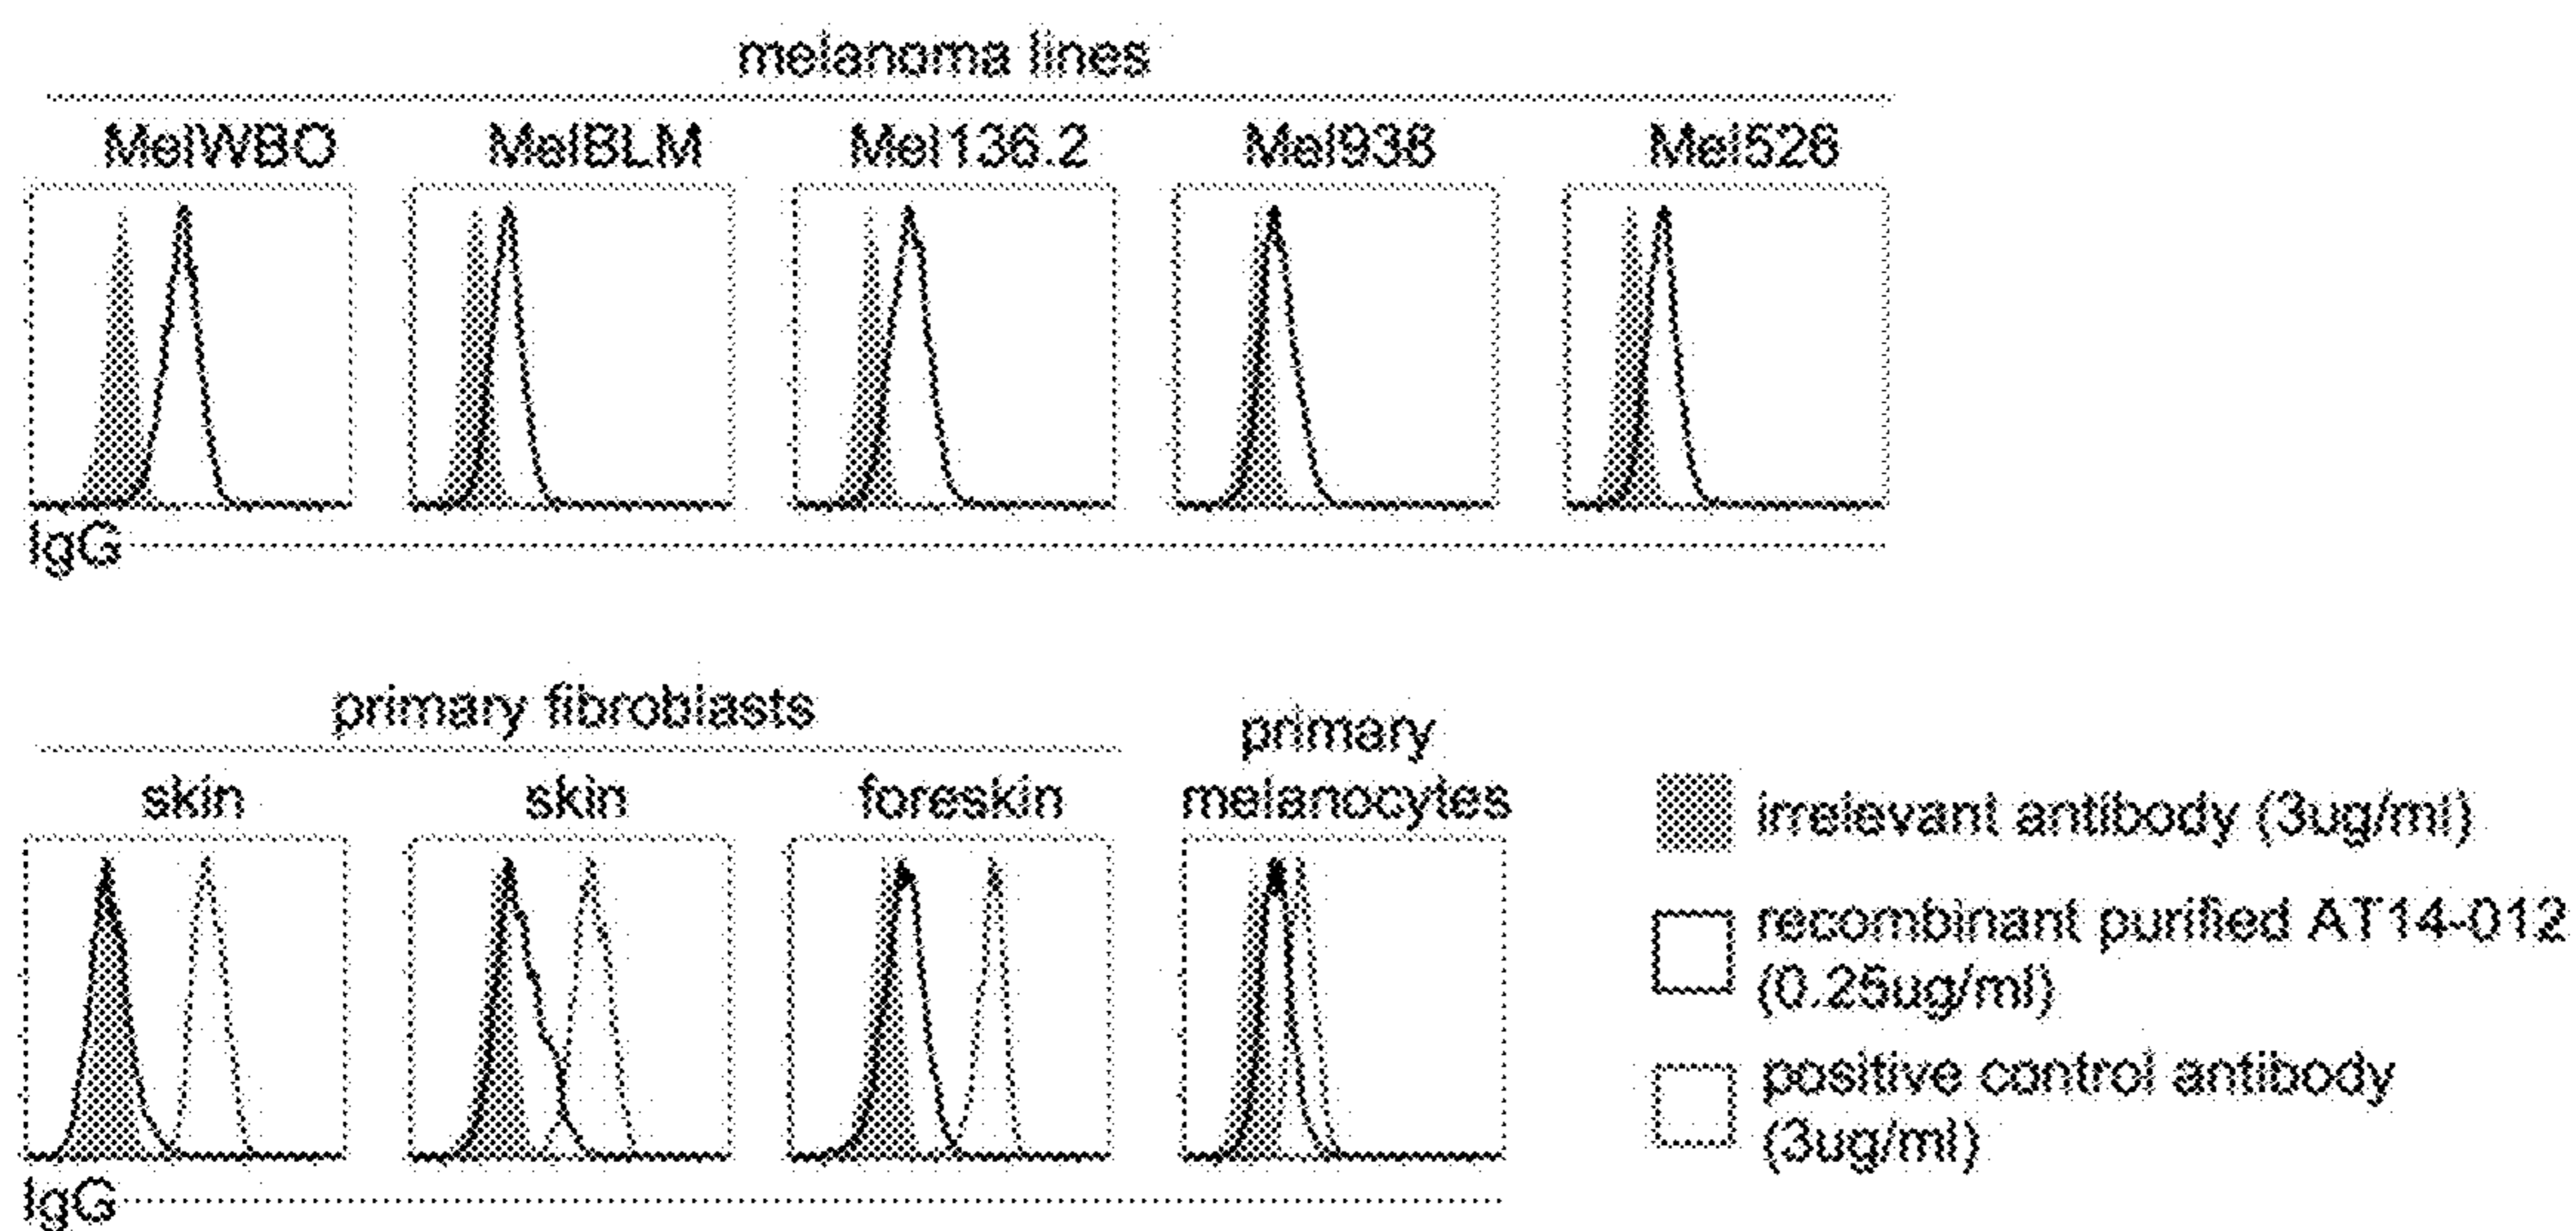 melanoma lines
MelWBO MelBLM Mel136.2 Mel938 Mel526
IgG
primary fibroblasts
primary
skin skin foreskin melanocytes
IgG
irrelevant antibody (3ug/ml)
recombinant purified AT14-012
(0.25ug/ml)
positive control antibody
(3ug/ml)